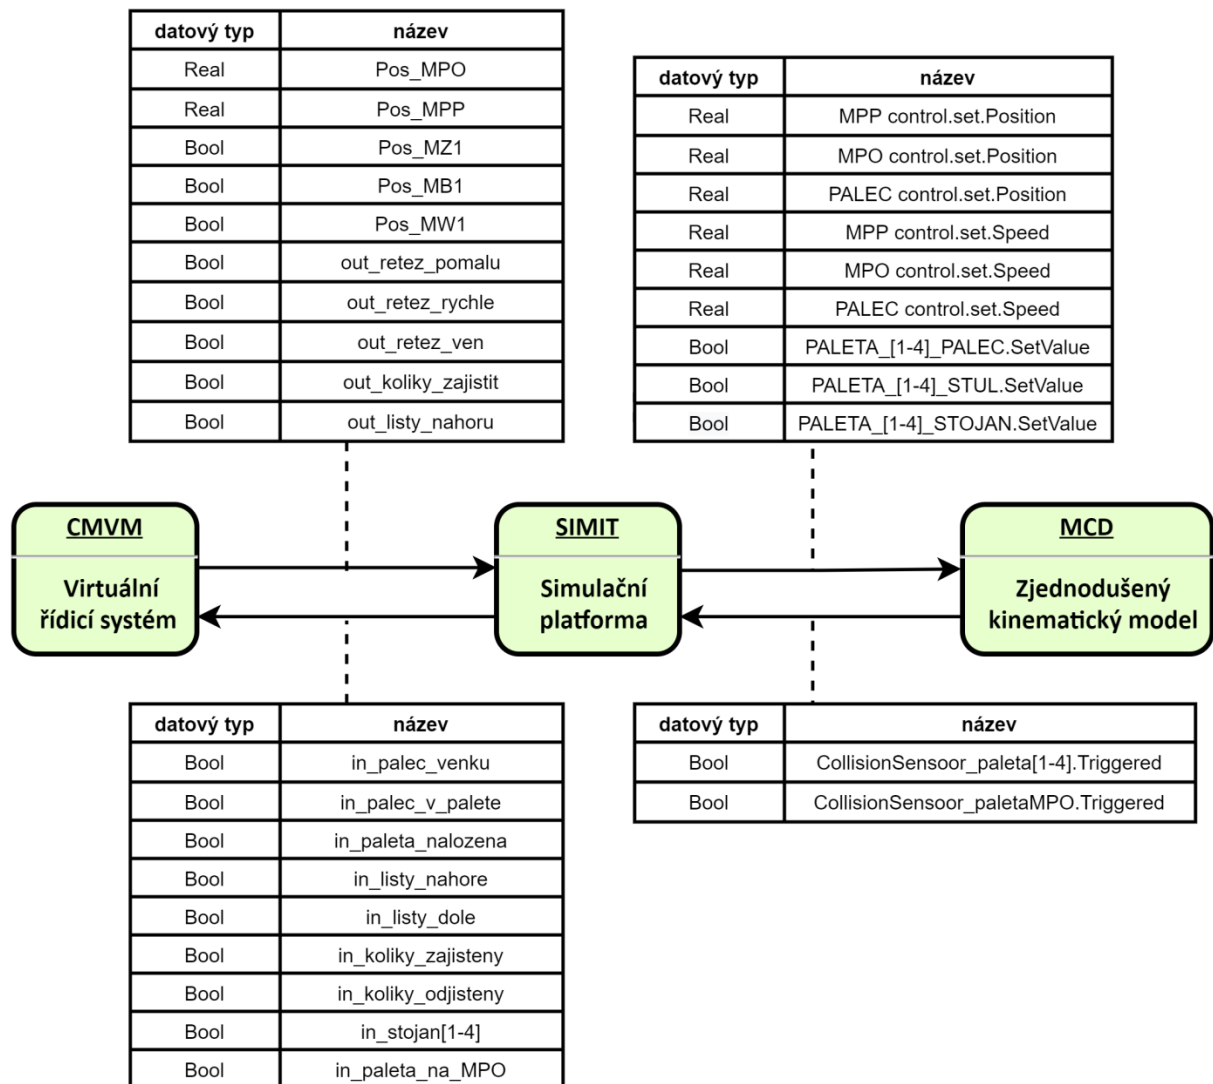 datový typ název
Real Pos_MPO
Real Pos_MPP
Bool Pos_MZ1
Bool Pos_MB1
Bool Pos_MW1
Bool out_retez_pomalu
Bool out_retez_rychle
Bool out_retez_ven
Bool out_koliky_zajistit
Bool out_listy_nahoru
datový typ název
Real MPP control.set.Position
Real MPO control.set.Position
Real PALEC control.set.Position
Real MPP control.set.Speed
Real MPO control.set.Speed
Real PALEC control.set.Speed
Bool PALETA_[1-4]_PALEC.SetValue
Bool PALETA_[1-4]_STUL.SetValue
Bool PALETA_[1-4]_STOJAN.SetValue
CMVM
Virtuální
řídicí systém
SIMIT
Simulační
platforma
MCD
Zjednodušený
kinematický model
datový typ název
Bool in_palec_venku
Bool in_palec_v_palete
Bool in_paleta_nalozena
Bool in_listy_nahore
Bool in_listy_dole
Bool in_koliky_zajisteny
Bool in_koliky_odjisteny
Bool in_stojan[1-4]
Bool in_paleta_na_MPO
datový typ název
Bool CollisionSensoor_paleta[1-4].Triggered
Bool CollisionSensoor_paletaMPO.Triggered